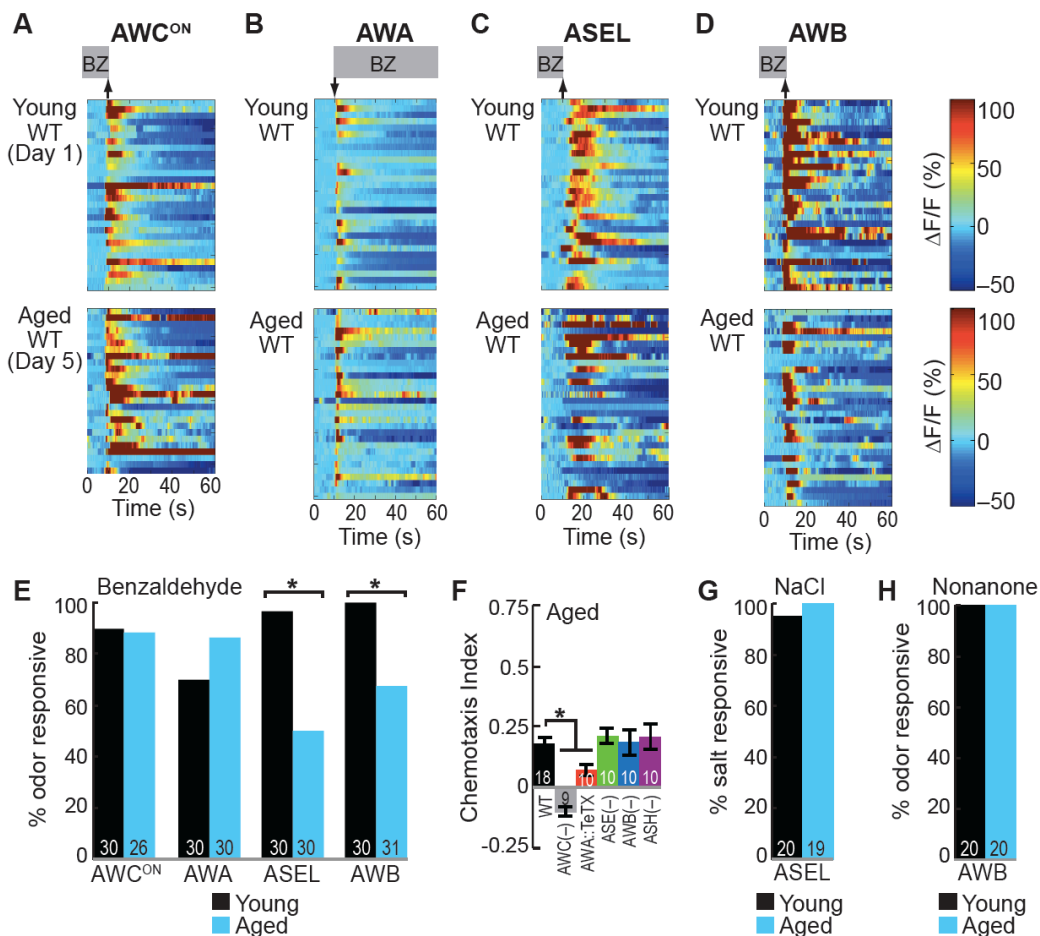 A
AWC^ON
BZ
Young
WT
(Day 1)
Aged
WT
(Day 5)
0 20 40 60
Time (s)
B
AWA
BZ
Young
WT
Aged
WT
0 20 40 60
Time (s)
C
ASEL
BZ
Young
WT
Aged
WT
0 20 40 60
Time (s)
D
AWB
BZ
Young
WT
Aged
WT
0 20 40 60
Time (s)
100
50
0
–50
ΔF/F (%)
100
50
0
–50
ΔF/F (%)
E
Benzaldehyde
% odor responsive
100
80
60
40
20
0
* *
30 26 30 30 30 30 30 31
AWC^ON AWA ASEL AWB
Young
Aged
F
Aged
Chemotaxis Index
0.75
0.5
0.25
0
-0.25
*
18 9 10 10 10 10
WT
AWC(–)
AWA::TeTX
ASE(–)
AWB(–)
ASH(–)
G
NaCl
% salt responsive
100
80
60
40
20
0
20 19
ASEL
Young
Aged
H
Nonanone
% odor responsive
100
80
60
40
20
0
20 20
AWB
Young
Aged